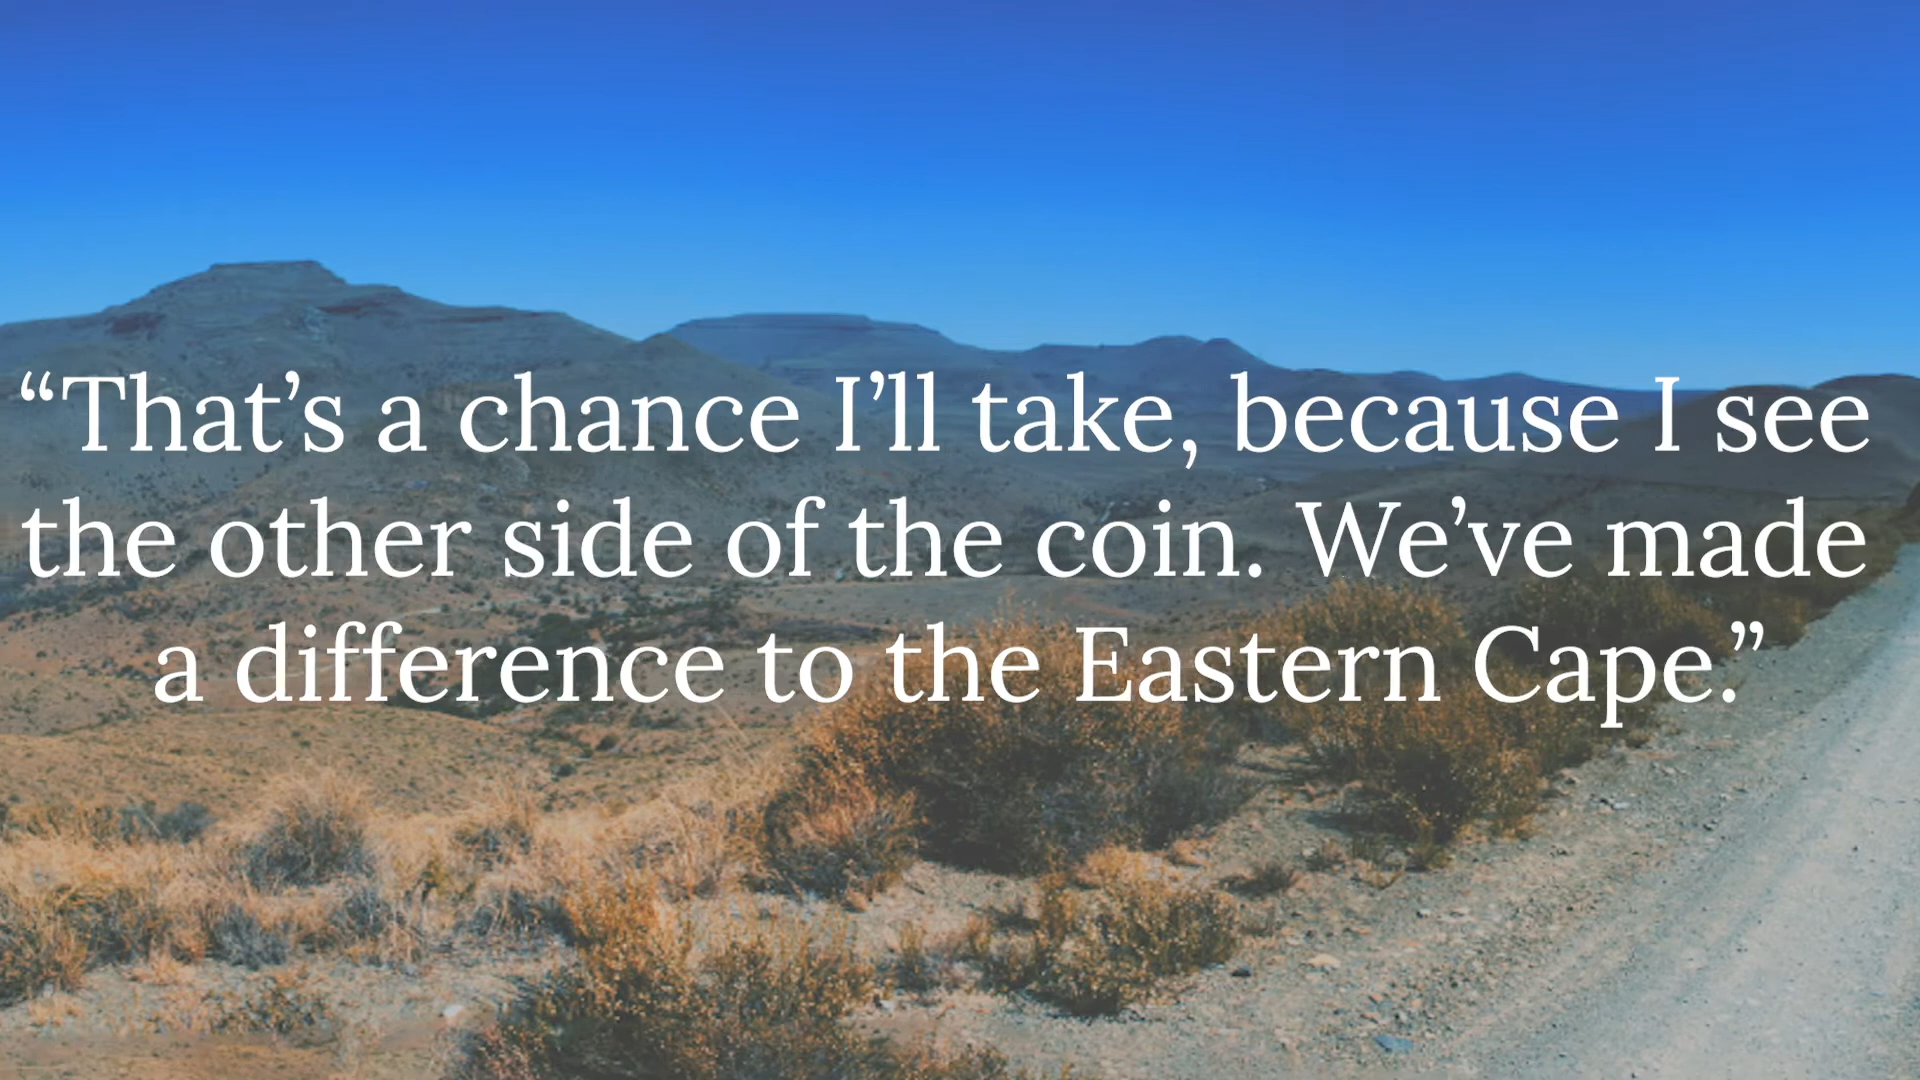 “That’s a chance I’ll take, because I see
the other side of the coin. We’ve made
a difference to the Eastern Cape.”